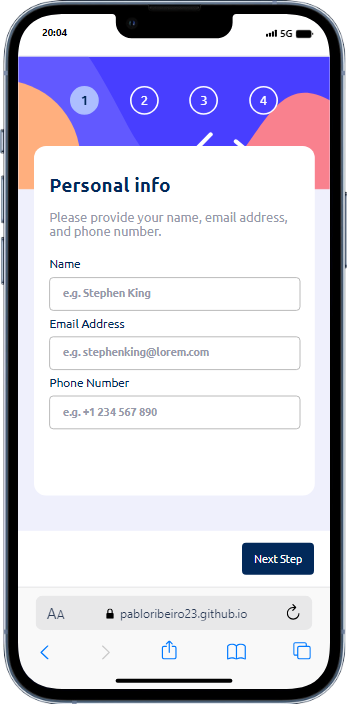 20:04
5G
1 2 3 4
Personal info
Please provide your name, email address,
and phone number.
Name
e.g. Stephen King
Email Address
e.g. stephenking@lorem.com
Phone Number
e.g. +1 234 567 890
Next Step
AA pabloribeiro23.github.io